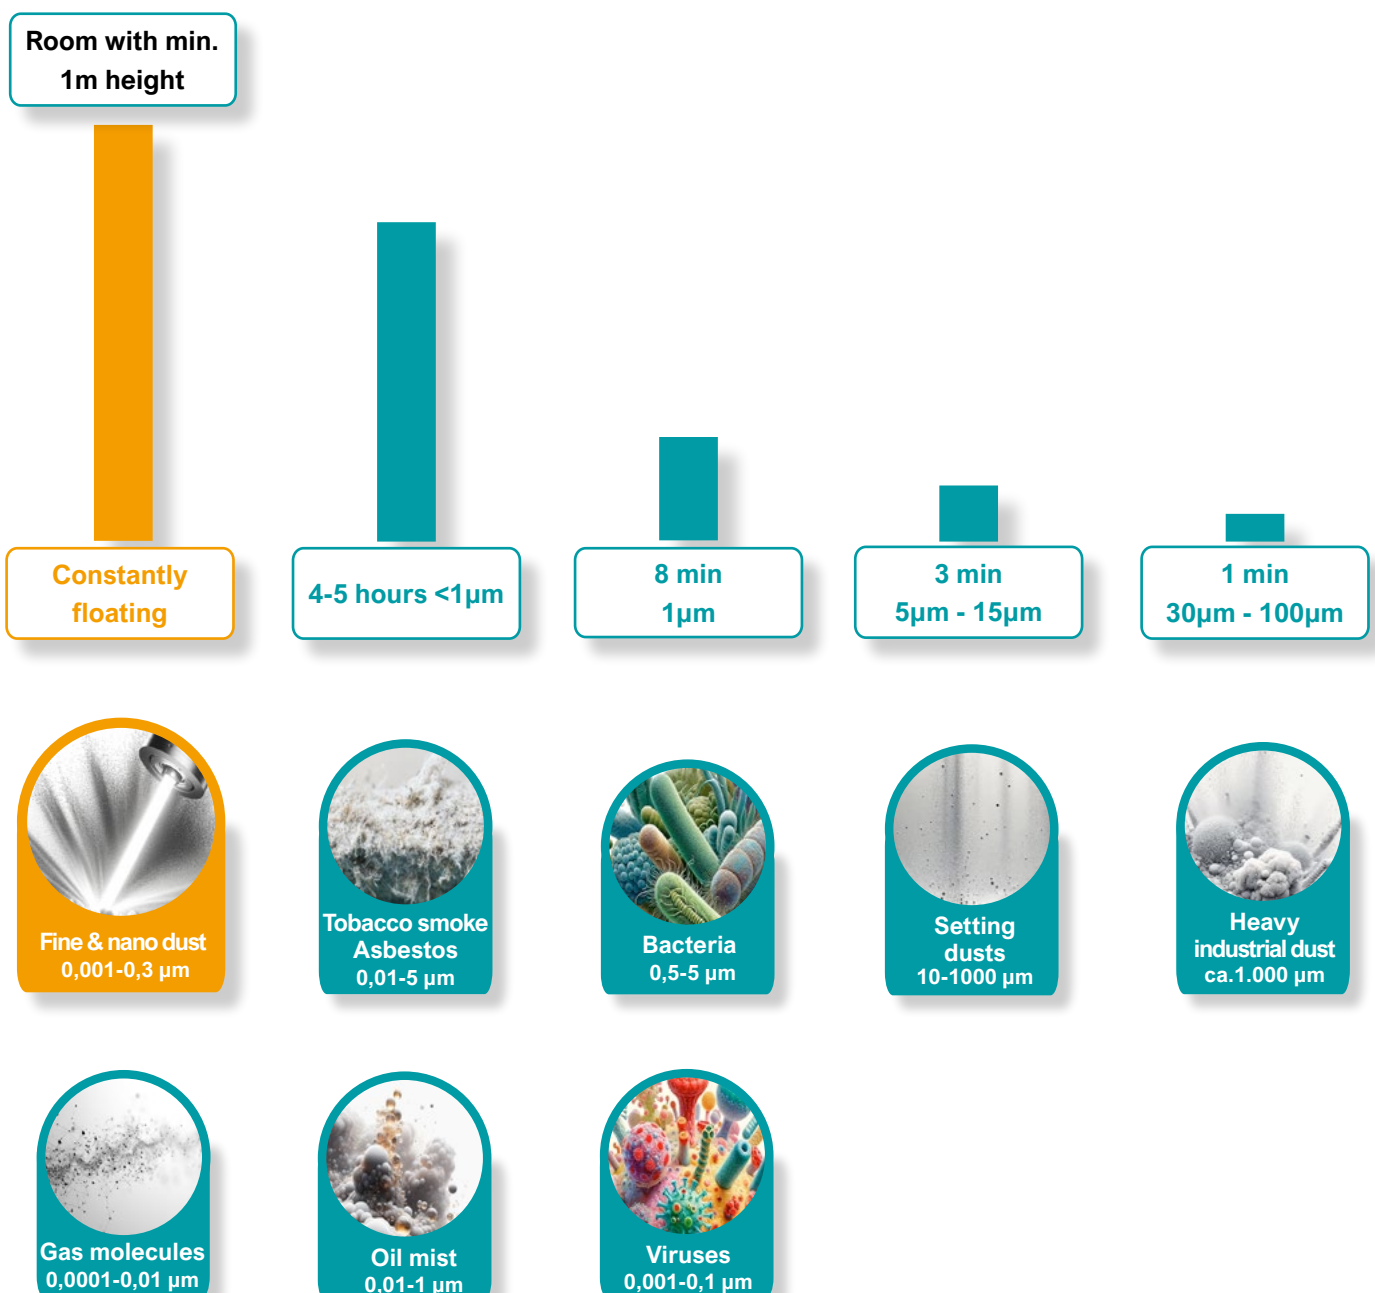 Room with min.
1m height
Constantly
floating
4-5 hours <1µm
8 min
1µm
3 min
5µm - 15µm
1 min
30µm - 100µm
Fine & nano dust
0,001-0,3 µm
Tobacco smoke
Asbestos
0,01-5 µm
Bacteria
0,5-5 µm
Setting
dusts
10-1000 µm
Heavy
industrial dust
ca.1.000 µm
Gas molecules
0,0001-0,01 µm
Oil mist
0,01-1 µm
Viruses
0,001-0,1 µm